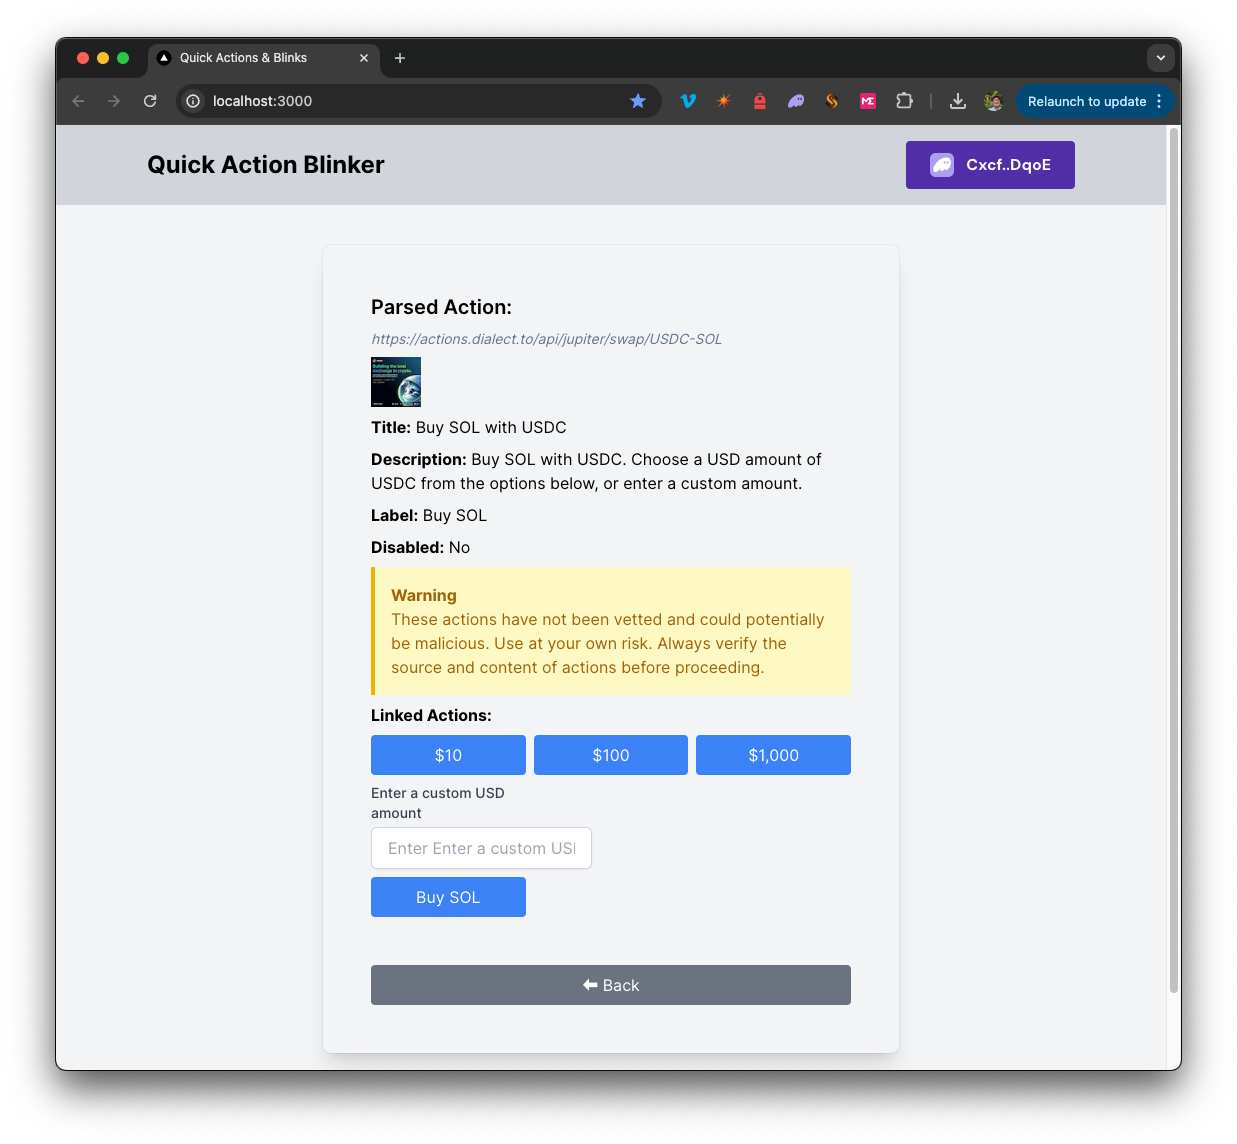 Quick Actions & Blinks
localhost:3000
Relaunch to update
Quick Action Blinker
Cxcf..DqoE
Parsed Action:
https://actions.dialect.to/api/jupiter/swap/USDC-SOL
Title: Buy SOL with USDC
Description: Buy SOL with USDC. Choose a USD amount of
USDC from the options below, or enter a custom amount.
Label: Buy SOL
Disabled: No
Warning
These actions have not been vetted and could potentially
be malicious. Use at your own risk. Always verify the
source and content of actions before proceeding.
Linked Actions:
$10 $100 $1,000
Enter a custom USD
amount
Enter Enter a custom USI
Buy SOL
Back